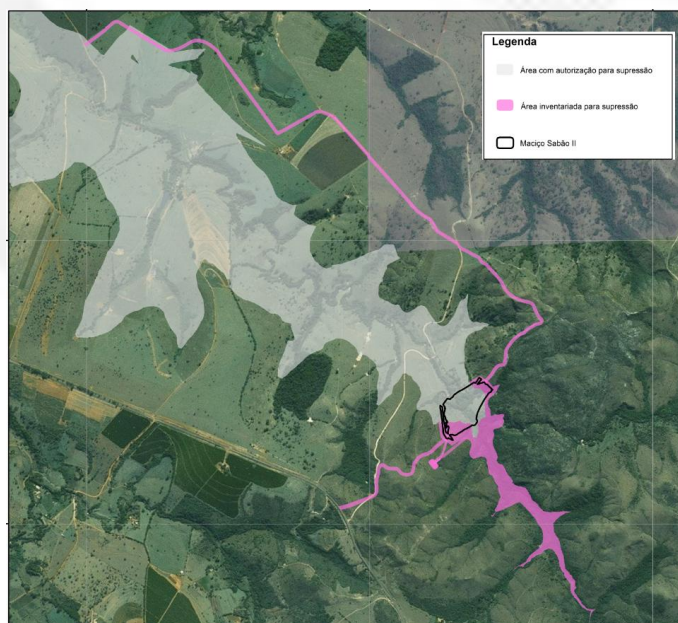 Legenda
Área com autorização para supressão
Área inventariada para supressão
Maciço Sabão II